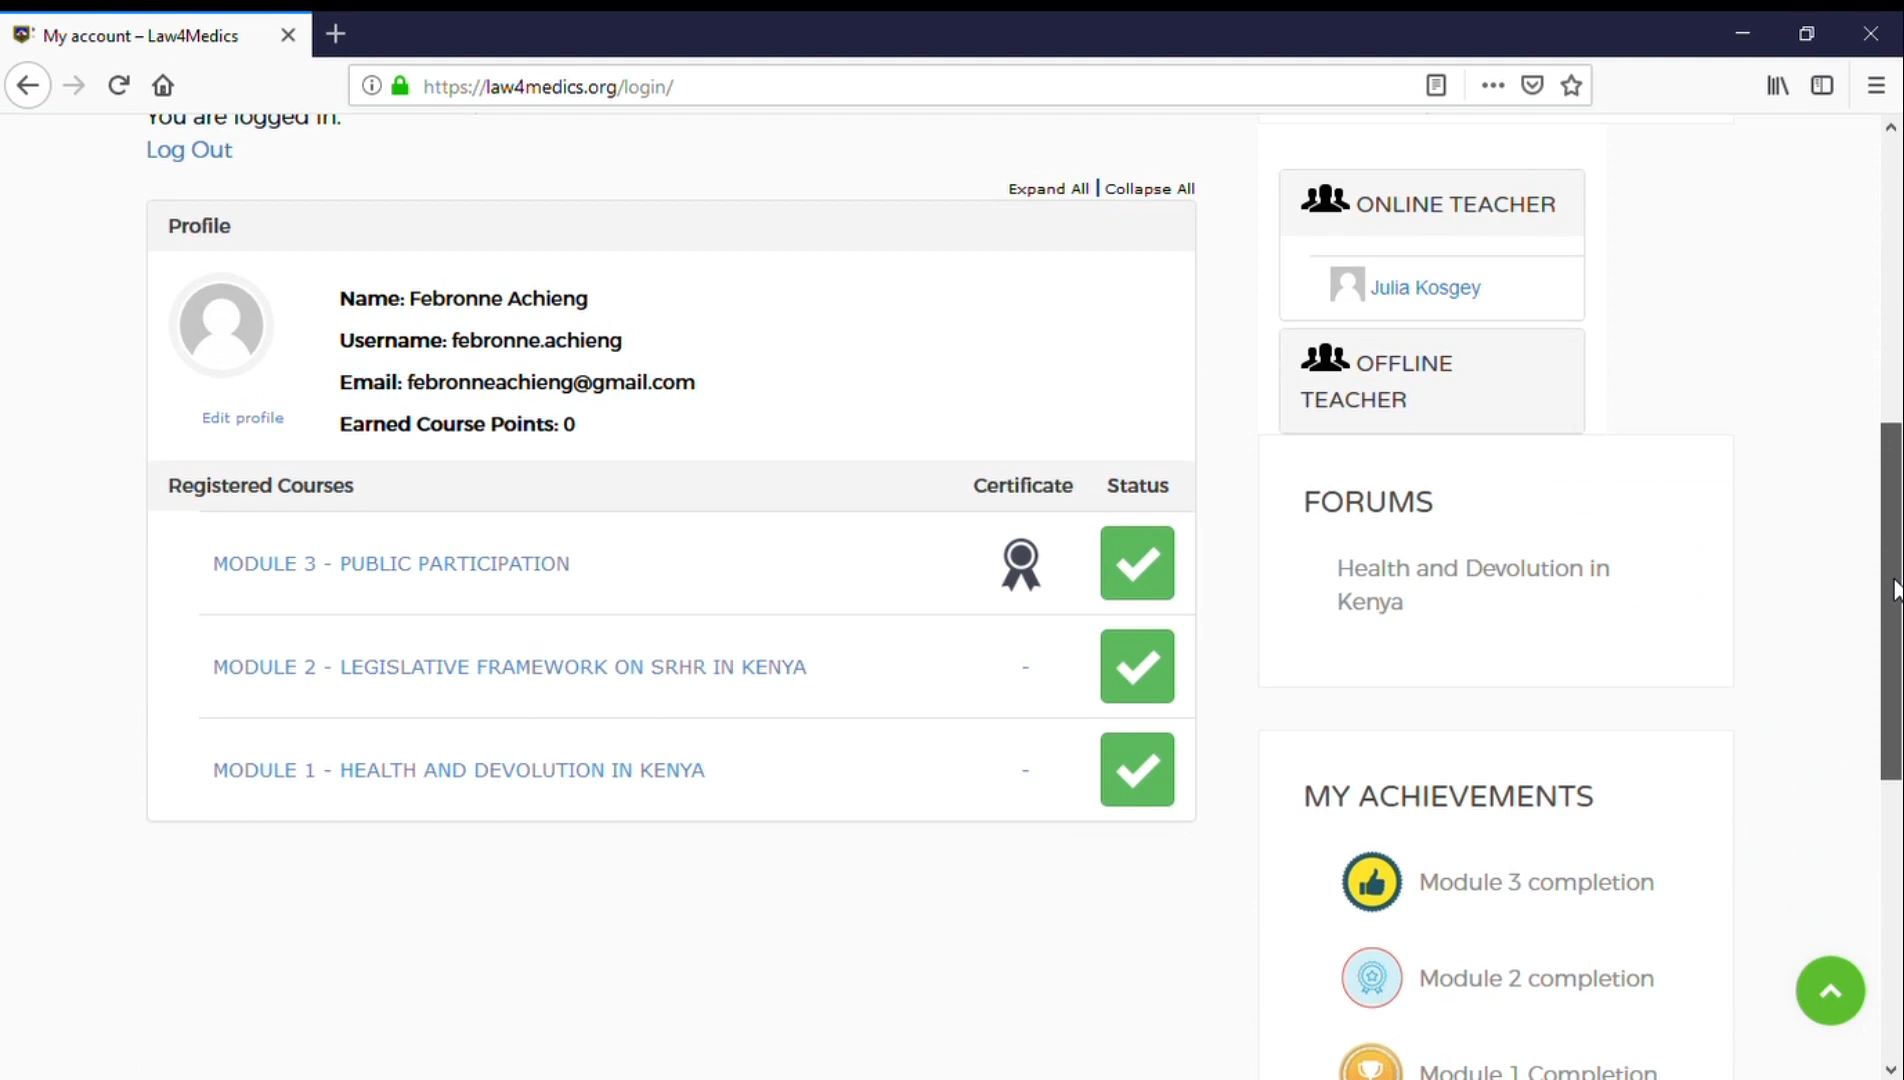 My account – Law4Medics
https://law4medics.org/login/
You are logged in.
Log Out
Expand All | Collapse All
Profile
Name: Febronne Achieng
Username: febronne.achieng
Email: febronneachieng@gmail.com
Earned Course Points: 0
Edit profile
Registered Courses Certificate Status
MODULE 3 - PUBLIC PARTICIPATION
MODULE 2 - LEGISLATIVE FRAMEWORK ON SRHR IN KENYA -
MODULE 1 - HEALTH AND DEVOLUTION IN KENYA -
ONLINE TEACHER
Julia Kosgey
OFFLINE
TEACHER
FORUMS
Health and Devolution in
Kenya
MY ACHIEVEMENTS
Module 3 completion
Module 2 completion
Module 1 Completion